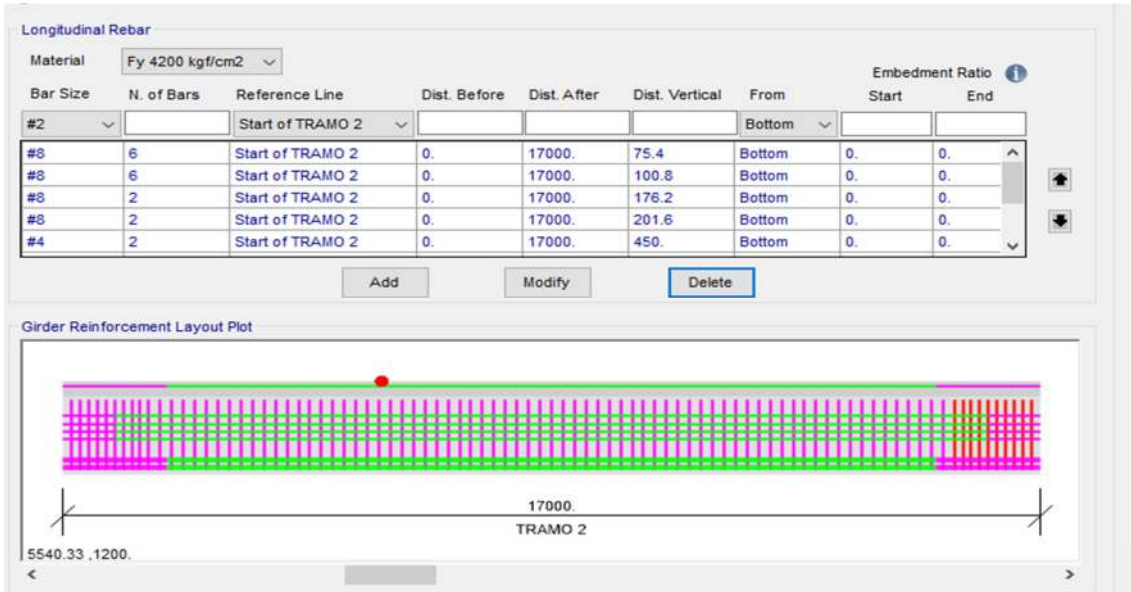 Longitudinal Rebar
Material Fy 4200 kgf/cm2
Embedment Ratio
Bar Size N. of Bars Reference Line Dist. Before Dist. After Dist. Vertical From Start End
#2 Start of TRAMO 2 Bottom
#8 6 Start of TRAMO 2 0. 17000. 75.4 Bottom 0. 0.
#8 6 Start of TRAMO 2 0. 17000. 100.8 Bottom 0. 0.
#8 2 Start of TRAMO 2 0. 17000. 176.2 Bottom 0. 0.
#8 2 Start of TRAMO 2 0. 17000. 201.6 Bottom 0. 0.
#4 2 Start of TRAMO 2 0. 17000. 450. Bottom 0. 0.
Add Modify Delete
Girder Reinforcement Layout Plot
17000.
TRAMO 2
5540.33 ,1200.